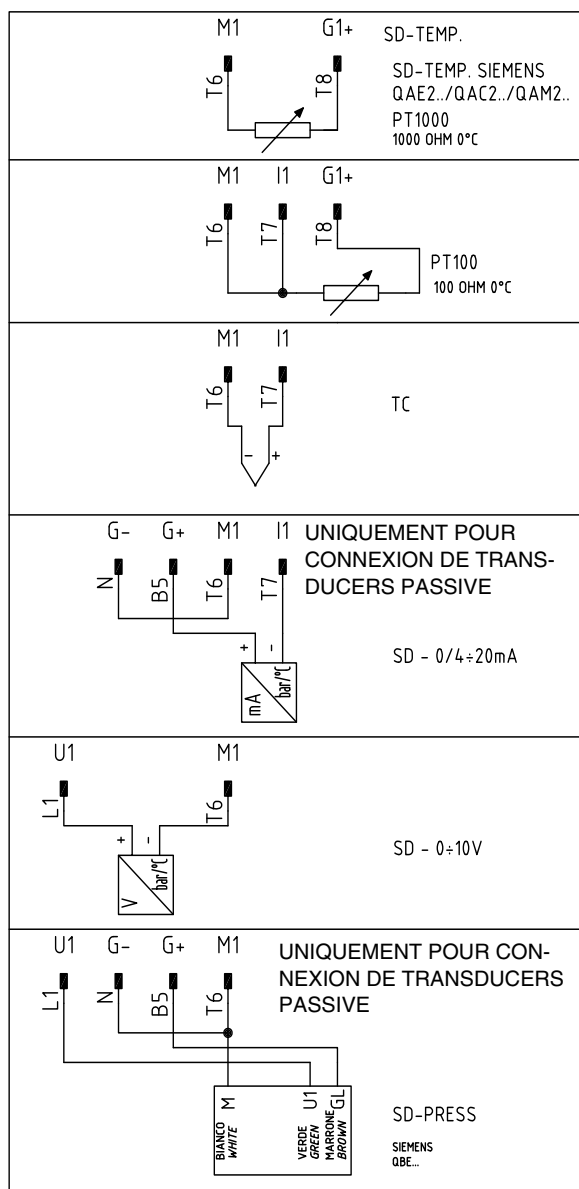 M1 G1+ SD-TEMP.
T6 T8 SD-TEMP. SIEMENS
QAE2../QAC2../QAM2..
PT1000
1000 OHM 0°C
M1 I1 G1+
T6 T7 T8
PT100
100 OHM 0°C
M1 I1
T6 T7
TC
- +
G- G+ M1 I1
UNIQUEMENT POUR
CONNEXION DE TRANS-
DUCERS PASSIVE
N B5 T6 T7
+ -
SD - 0/4÷20mA
mA bar/°C
U1 M1
L1 T6
+ -
SD - 0÷10V
V bar/°C
U1 G- G+ M1
UNIQUEMENT POUR CON-
NEXION DE TRANSDUCERS
PASSIVE
L1 N B5 T6
M U1 GL
BIANCO
WHITE
VERDE
GREEN
MARRONE
BROWN
SD-PRESS
SIEMENS
QBE...